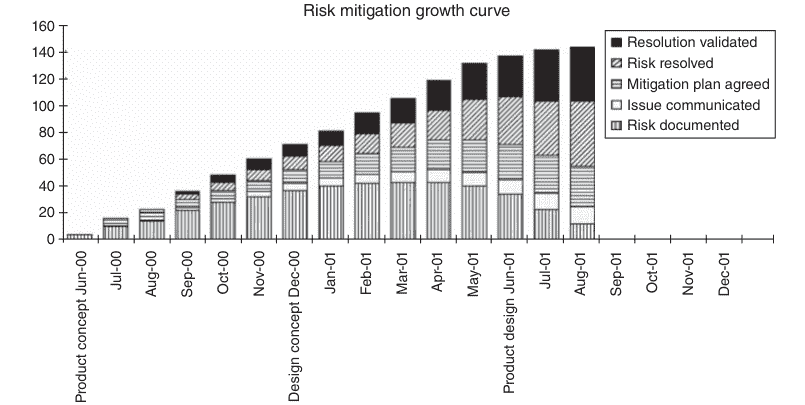 Risk mitigation growth curve
160
140
120
100
80
60
40
20
0
Resolution validated
Risk resolved
Mitigation plan agreed
Issue communicated
Risk documented
Product concept Jun-00
Jul-00
Aug-00
Sep-00
Oct-00
Nov-00
Design concept Dec-00
Jan-01
Feb-01
Mar-01
Apr-01
May-01
Product design Jun-01
Jul-01
Aug-01
Sep-01
Oct-01
Nov-01
Dec-01